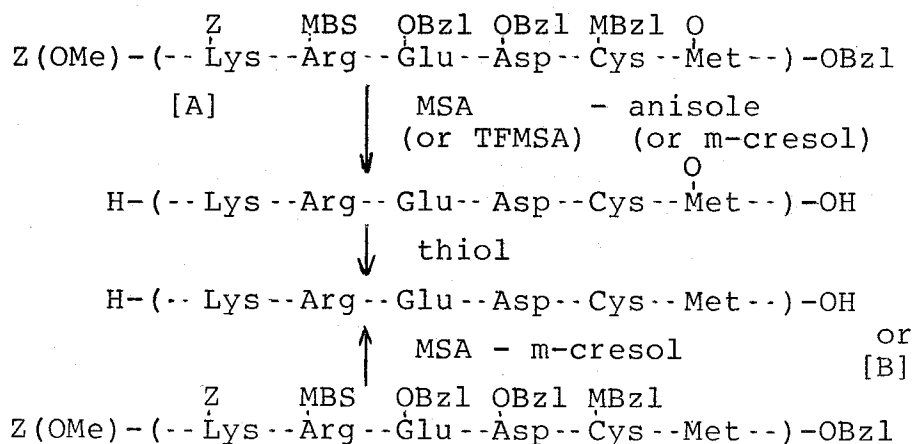 Z MBS OBzl OBzl MBzl O
Z(OMe)-(--Lys--Arg--Glu--Asp--Cys--Met--)-OBzl
[A] MSA - anisole
(or TFMSA) (or m-cresol)
O
H-(--Lys--Arg--Glu--Asp--Cys--Met--)-OH
thiol
H-(--Lys--Arg--Glu--Asp--Cys--Met--)-OH
or
MSA - m-cresol
[B]
Z MBS OBzl OBzl MBzl
Z(OMe)-(--Lys--Arg--Glu--Asp--Cys--Met--)-OBzl